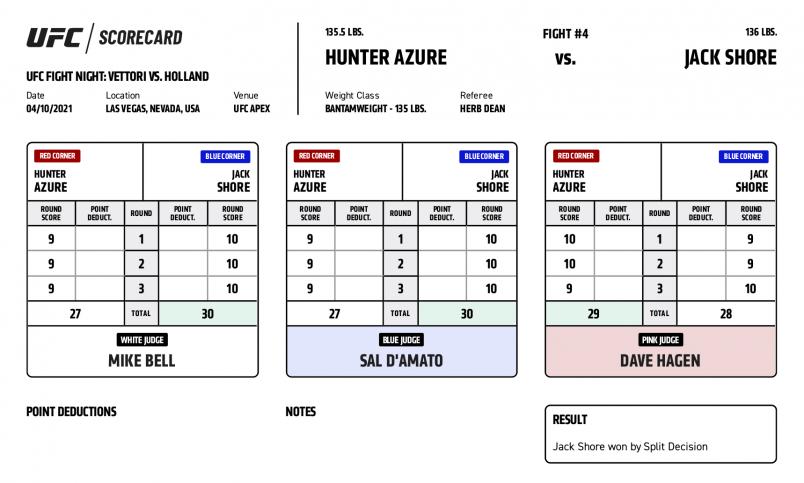 UFC / SCORECARD
UFC FIGHT NIGHT: VETTORI VS. HOLLAND
Date Location Venue
04/10/2021 LAS VEGAS, NEVADA, USA UFC APEX
135.5 LBS. FIGHT #4 136 LBS.
HUNTER AZURE VS. JACK SHORE
Weight Class Referee
BANTAMWEIGHT - 135 LBS. HERB DEAN
RED CORNER BLUE CORNER
HUNTER JACK
AZURE SHORE
ROUND SCORE POINT DEDUCT. ROUND POINT DEDUCT. ROUND SCORE
9 1 10
9 2 10
9 3 10
27 TOTAL 30
WHITE JUDGE
MIKE BELL
RED CORNER BLUE CORNER
HUNTER JACK
AZURE SHORE
ROUND SCORE POINT DEDUCT. ROUND POINT DEDUCT. ROUND SCORE
9 1 10
9 2 10
9 3 10
27 TOTAL 30
BLUE JUDGE
SAL D'AMATO
RED CORNER BLUE CORNER
HUNTER JACK
AZURE SHORE
ROUND SCORE POINT DEDUCT. ROUND POINT DEDUCT. ROUND SCORE
10 1 9
10 2 9
9 3 10
29 TOTAL 28
PINK JUDGE
DAVE HAGEN
POINT DEDUCTIONS
NOTES
RESULT
Jack Shore won by Split Decision